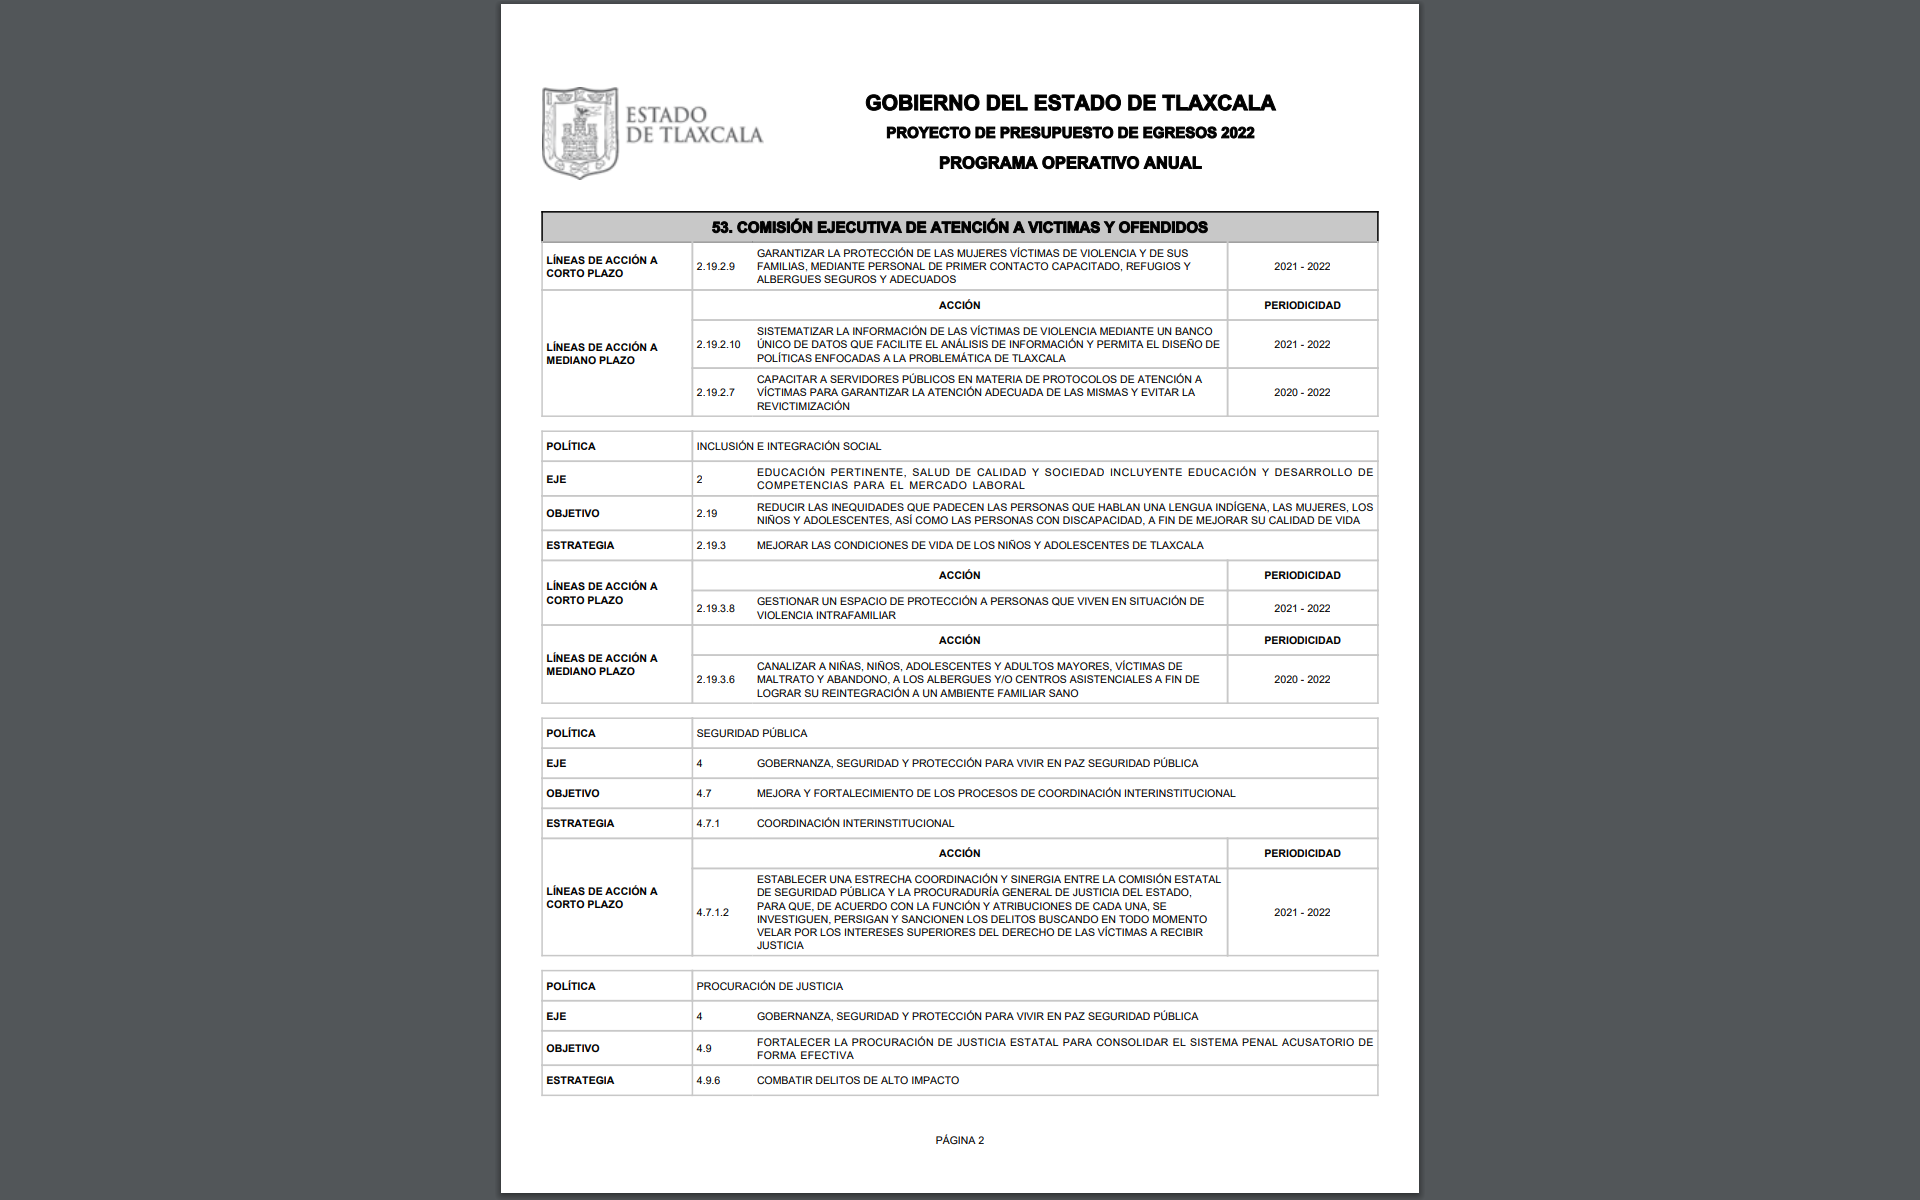 ESTADO
DE TLAXCALA
GOBIERNO DEL ESTADO DE TLAXCALA
PROYECTO DE PRESUPUESTO DE EGRESOS 2022
PROGRAMA OPERATIVO ANUAL
53. COMISIÓN EJECUTIVA DE ATENCIÓN A VICTIMAS Y OFENDIDOS
LÍNEAS DE ACCIÓN A
CORTO PLAZO
2.19.2.9
GARANTIZAR LA PROTECCIÓN DE LAS MUJERES VÍCTIMAS DE VIOLENCIA Y DE SUS
FAMILIAS, MEDIANTE PERSONAL DE PRIMER CONTACTO CAPACITADO, REFUGIOS Y
ALBERGUES SEGUROS Y ADECUADOS
2021 - 2022
LÍNEAS DE ACCIÓN A
MEDIANO PLAZO
ACCIÓN
PERIODICIDAD
2.19.2.10
SISTEMATIZAR LA INFORMACIÓN DE LAS VÍCTIMAS DE VIOLENCIA MEDIANTE UN BANCO
ÚNICO DE DATOS QUE FACILITE EL ANÁLISIS DE INFORMACIÓN Y PERMITA EL DISEÑO DE
POLÍTICAS ENFOCADAS A LA PROBLEMÁTICA DE TLAXCALA
2021 - 2022
2.19.2.7
CAPACITAR A SERVIDORES PÚBLICOS EN MATERIA DE PROTOCOLOS DE ATENCIÓN A
VÍCTIMAS PARA GARANTIZAR LA ATENCIÓN ADECUADA DE LAS MISMAS Y EVITAR LA
REVICTIMIZACIÓN
2020 - 2022
POLÍTICA
INCLUSIÓN E INTEGRACIÓN SOCIAL
EJE
2
EDUCACIÓN PERTINENTE, SALUD DE CALIDAD Y SOCIEDAD INCLUYENTE EDUCACIÓN Y DESARROLLO DE
COMPETENCIAS PARA EL MERCADO LABORAL
OBJETIVO
2.19
REDUCIR LAS INEQUIDADES QUE PADECEN LAS PERSONAS QUE HABLAN UNA LENGUA INDÍGENA, LAS MUJERES, LOS
NIÑOS Y ADOLESCENTES, ASÍ COMO LAS PERSONAS CON DISCAPACIDAD, A FIN DE MEJORAR SU CALIDAD DE VIDA
ESTRATEGIA
2.19.3
MEJORAR LAS CONDICIONES DE VIDA DE LOS NIÑOS Y ADOLESCENTES DE TLAXCALA
LÍNEAS DE ACCIÓN A
CORTO PLAZO
ACCIÓN
PERIODICIDAD
2.19.3.8
GESTIONAR UN ESPACIO DE PROTECCIÓN A PERSONAS QUE VIVEN EN SITUACIÓN DE
VIOLENCIA INTRAFAMILIAR
2021 - 2022
LÍNEAS DE ACCIÓN A
MEDIANO PLAZO
ACCIÓN
PERIODICIDAD
2.19.3.6
CANALIZAR A NIÑAS, NIÑOS, ADOLESCENTES Y ADULTOS MAYORES, VÍCTIMAS DE
MALTRATO Y ABANDONO, A LOS ALBERGUES Y/O CENTROS ASISTENCIALES A FIN DE
LOGRAR SU REINTEGRACIÓN A UN AMBIENTE FAMILIAR SANO
2020 - 2022
POLÍTICA
SEGURIDAD PÚBLICA
EJE
4
GOBERNANZA, SEGURIDAD Y PROTECCIÓN PARA VIVIR EN PAZ SEGURIDAD PÚBLICA
OBJETIVO
4.7
MEJORA Y FORTALECIMIENTO DE LOS PROCESOS DE COORDINACIÓN INTERINSTITUCIONAL
ESTRATEGIA
4.7.1
COORDINACIÓN INTERINSTITUCIONAL
LÍNEAS DE ACCIÓN A
CORTO PLAZO
ACCIÓN
PERIODICIDAD
4.7.1.2
ESTABLECER UNA ESTRECHA COORDINACIÓN Y SINERGIA ENTRE LA COMISIÓN ESTATAL
DE SEGURIDAD PÚBLICA Y LA PROCURADURÍA GENERAL DE JUSTICIA DEL ESTADO,
PARA QUE, DE ACUERDO CON LA FUNCIÓN Y ATRIBUCIONES DE CADA UNA, SE
INVESTIGUEN, PERSIGAN Y SANCIONEN LOS DELITOS BUSCANDO EN TODO MOMENTO
VELAR POR LOS INTERESES SUPERIORES DEL DERECHO DE LAS VÍCTIMAS A RECIBIR
JUSTICIA
2021 - 2022
POLÍTICA
PROCURACIÓN DE JUSTICIA
EJE
4
GOBERNANZA, SEGURIDAD Y PROTECCIÓN PARA VIVIR EN PAZ SEGURIDAD PÚBLICA
OBJETIVO
4.9
FORTALECER LA PROCURACIÓN DE JUSTICIA ESTATAL PARA CONSOLIDAR EL SISTEMA PENAL ACUSATORIO DE
FORMA EFECTIVA
ESTRATEGIA
4.9.6
COMBATIR DELITOS DE ALTO IMPACTO
PÁGINA 2